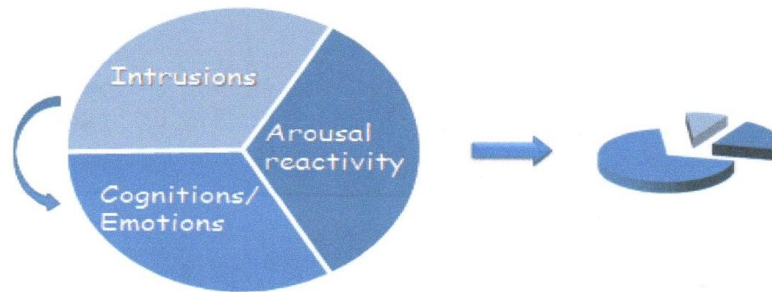 Intrusions
Arousal
reactivity
Cognitions/
Emotions